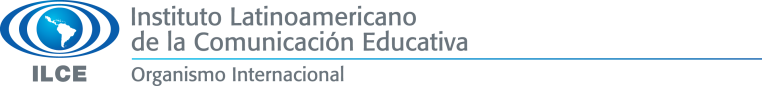 Instituto Latinoamericano
de la Comunicación Educativa
ILCE
Organismo Internacional